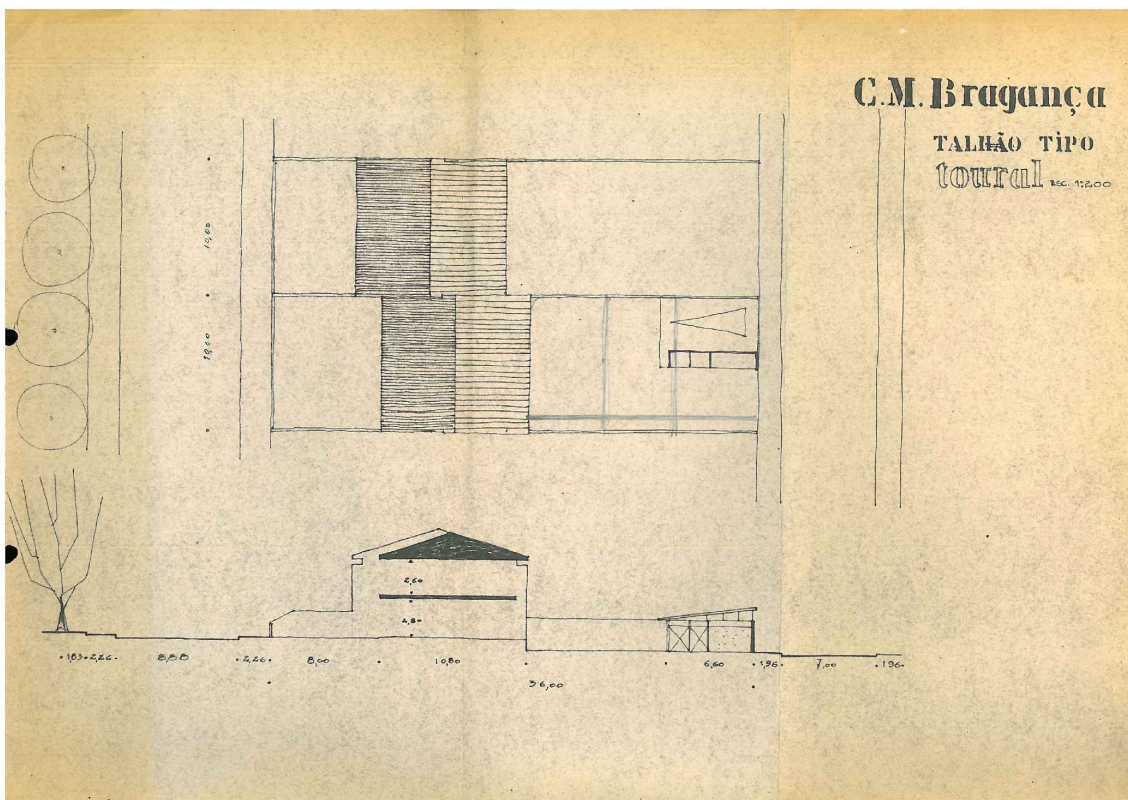 C.M. Bragança
TALHÃO TIPO
toural ESC. 1:200
10,00
10,00
2,60
2,80
1,83 2,26 8,88 2,26 8,00 10,80 6,60 1,96 7,00 1,96
36,00